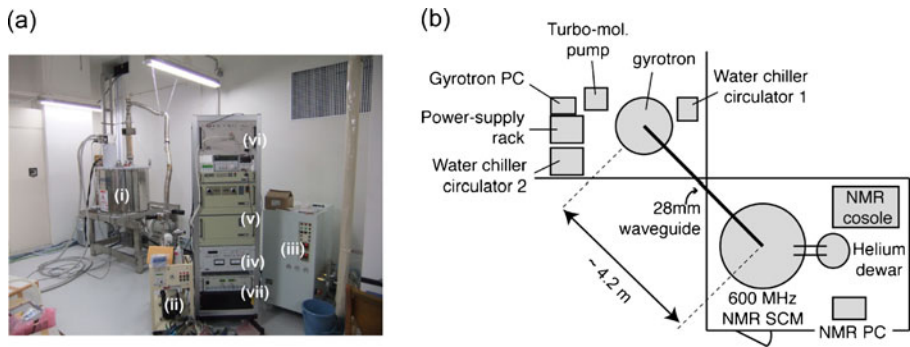 (a)
(i)
(ii)
(iii)
(iv)
(v)
(vi)
(vii)
(b)
Turbo-mol.
pump
gyrotron
Gyrotron PC
Water chiller
circulator 1
Power-supply
rack
Water chiller
circulator 2
28mm
waveguide
~ 4.2 m
NMR
cosole
Helium
dewar
600 MHz
NMR SCM
NMR PC